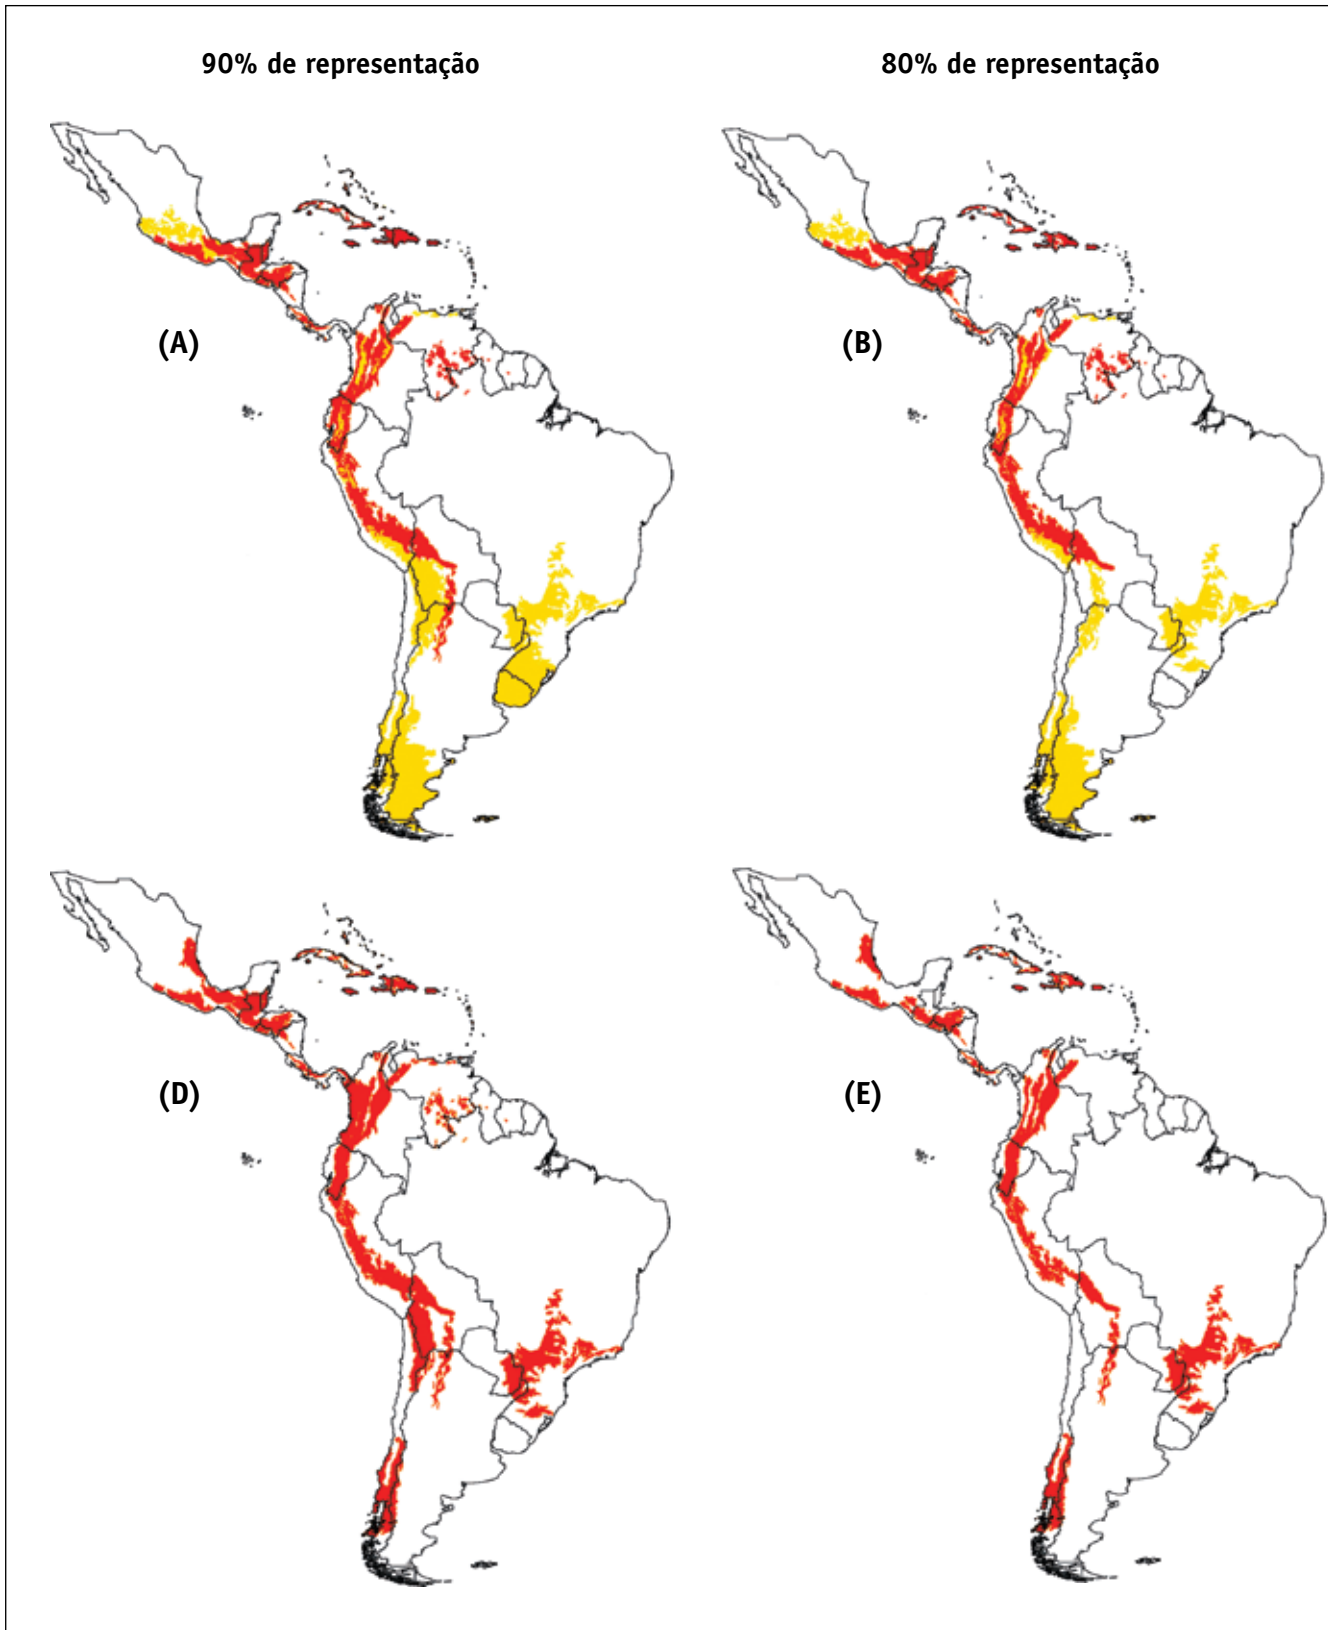 90% de representação
80% de representação
(A)
(B)
(D)
(E)